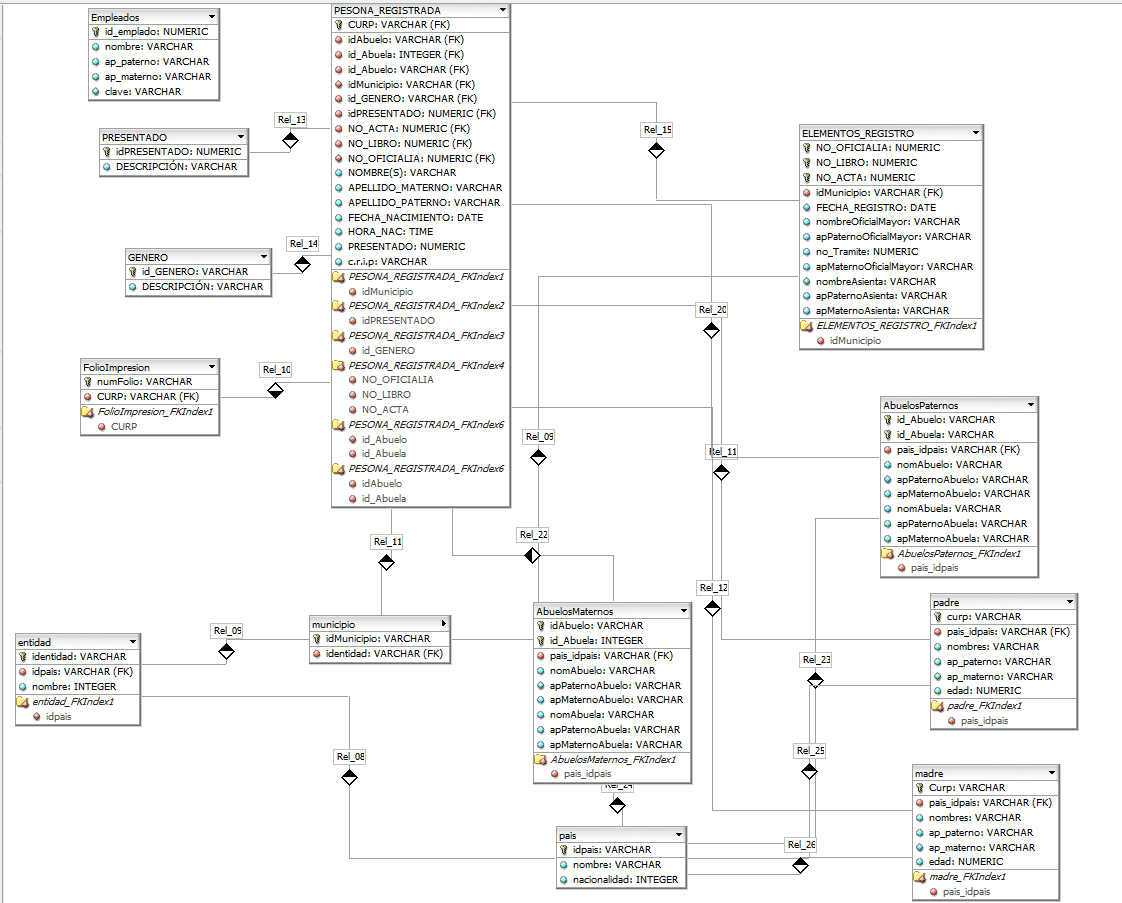 Empleados
id_emplado: NUMERIC
nombre: VARCHAR
ap_paterno: VARCHAR
ap_materno: VARCHAR
clave: VARCHAR
PESONA_REGISTRADA
CURP: VARCHAR (FK)
idAbuelo: VARCHAR (FK)
id_Abuela: INTEGER (FK)
id_Abuelo: VARCHAR (FK)
idMunicipio: VARCHAR (FK)
id_GENERO: VARCHAR (FK)
idPRESENTADO: NUMERIC (FK)
NO_ACTA: NUMERIC (FK)
NO_LIBRO: NUMERIC (FK)
NO_OFICIALIA: NUMERIC (FK)
NOMBRE(S): VARCHAR
APELLIDO_MATERNO: VARCHAR
APELLIDO_PATERNO: VARCHAR
FECHA_NACIMIENTO: DATE
HORA_NAC: TIME
PRESENTADO: NUMERIC
c.r.i.p: VARCHAR
PESONA_REGISTRADA_FKIndex1
idMunicipio
PESONA_REGISTRADA_FKIndex2
idPRESENTADO
PESONA_REGISTRADA_FKIndex3
id_GENERO
PESONA_REGISTRADA_FKIndex4
NO_OFICIALIA
NO_LIBRO
NO_ACTA
PESONA_REGISTRADA_FKIndex6
id_Abuelo
id_Abuela
PESONA_REGISTRADA_FKIndex6
idAbuelo
id_Abuela
Rel_13
PRESENTADO
idPRESENTADO: NUMERIC
DESCRIPCIÓN: VARCHAR
Rel_15
ELEMENTOS_REGISTRO
NO_OFICIALIA: NUMERIC
NO_LIBRO: NUMERIC
NO_ACTA: NUMERIC
idMunicipio: VARCHAR (FK)
FECHA_REGISTRO: DATE
nombreOficialMayor: VARCHAR
apPaternoOficialMayor: VARCHAR
no_Tramite: NUMERIC
apMaternoOficialMayor: VARCHAR
nombreAsienta: VARCHAR
apPaternoAsienta: VARCHAR
apMaternoAsienta: VARCHAR
ELEMENTOS_REGISTRO_FKIndex1
idMunicipio
Rel_14
GENERO
id_GENERO: VARCHAR
DESCRIPCIÓN: VARCHAR
Rel_20
FolioImpresion
numFolio: VARCHAR
CURP: VARCHAR (FK)
FolioImpresion_FKIndex1
CURP
Rel_10
AbuelosPaternos
id_Abuelo: VARCHAR
id_Abuela: VARCHAR
pais_idpais: VARCHAR (FK)
nomAbuelo: VARCHAR
apPaternoAbuelo: VARCHAR
apMaternoAbuelo: VARCHAR
nomAbuela: VARCHAR
apPaternoAbuela: VARCHAR
apMaternoAbuela: VARCHAR
AbuelosPaternos_FKIndex1
pais_idpais
Rel_09
Rel_11
Rel_22
Rel_11
Rel_12
padre
curp: VARCHAR
pais_idpais: VARCHAR (FK)
nombres: VARCHAR
ap_paterno: VARCHAR
ap_materno: VARCHAR
edad: NUMERIC
padre_FKIndex1
pais_idpais
AbuelosMaternos
idAbuelo: VARCHAR
id_Abuela: INTEGER
pais_idpais: VARCHAR (FK)
nomAbuelo: VARCHAR
apPaternoAbuelo: VARCHAR
apMaternoAbuelo: VARCHAR
nomAbuela: VARCHAR
apPaternoAbuela: VARCHAR
apMaternoAbuela: VARCHAR
AbuelosMaternos_FKIndex1
pais_idpais
municipio
idMunicipio: VARCHAR
identidad: VARCHAR (FK)
Rel_09
entidad
identidad: VARCHAR
idpais: VARCHAR (FK)
nombre: INTEGER
entidad_FKIndex1
idpais
Rel_23
Rel_08
Rel_25
Rel_24
madre
Curp: VARCHAR
pais_idpais: VARCHAR (FK)
nombres: VARCHAR
ap_paterno: VARCHAR
ap_materno: VARCHAR
edad: NUMERIC
madre_FKIndex1
pais_idpais
pais
idpais: VARCHAR
nombre: VARCHAR
nacionalidad: INTEGER
Rel_26